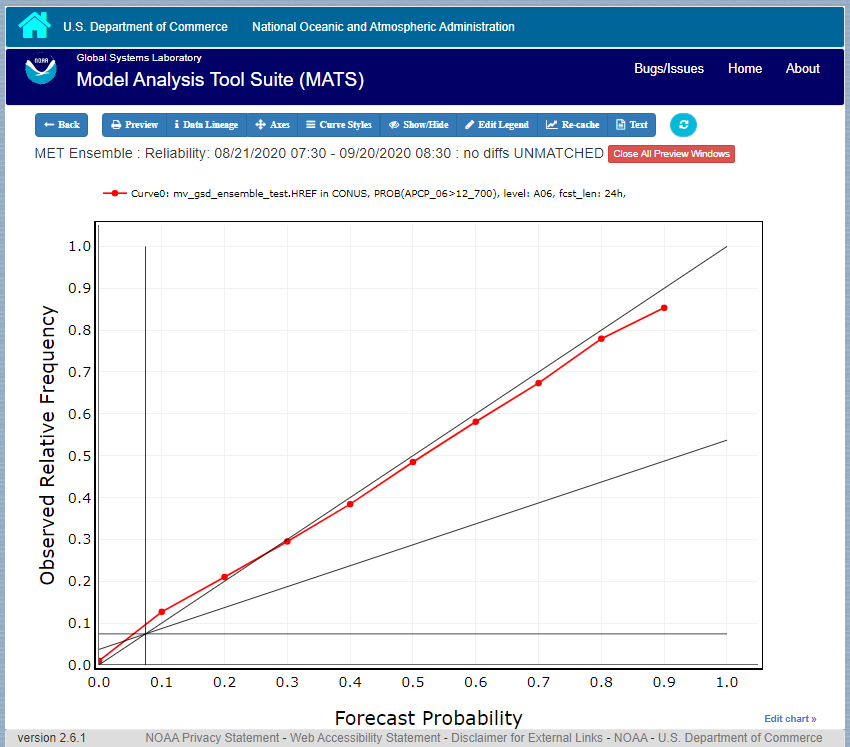 U.S. Department of Commerce National Oceanic and Atmospheric Administration
NOAA
Global Systems Laboratory
Model Analysis Tool Suite (MATS)
Bugs/Issues Home About
Back Preview Data Lineage Axes Curve Styles Show/Hide Edit Legend Re-cache Text
MET Ensemble : Reliability: 08/21/2020 07:30 - 09/20/2020 08:30 : no diffs UNMATCHED Close All Preview Windows
Curve0: mv_gsd_ensemble_test.HREF in CONUS, PROB(APCP_06>12_700), level: A06, fcst_len: 24h,
Observed Relative Frequency
1.0
0.9
0.8
0.7
0.6
0.5
0.4
0.3
0.2
0.1
0.0
0.0 0.1 0.2 0.3 0.4 0.5 0.6 0.7 0.8 0.9 1.0
Forecast Probability
Edit chart »
version 2.6.1 NOAA Privacy Statement - Web Accessibility Statement - Disclaimer for External Links - NOAA - U.S. Department of Commerce